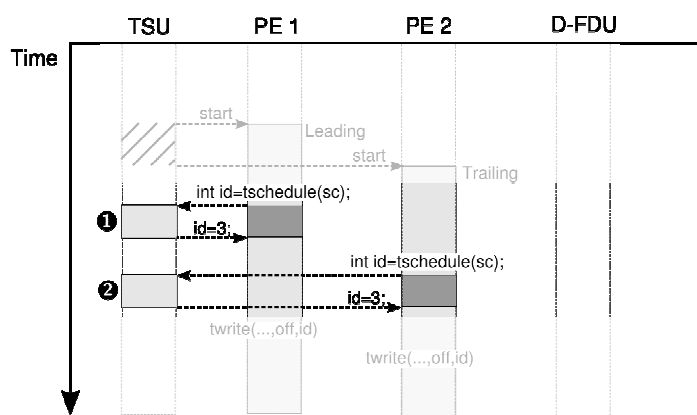 TSU PE 1 PE 2 D-FDU
Time
start
Leading
start
Trailing
int id=tschedule(sc);
❶
id=3;
int id=tschedule(sc);
❷
id=3;
twrite(...,off,id)
twrite(...,off,id)